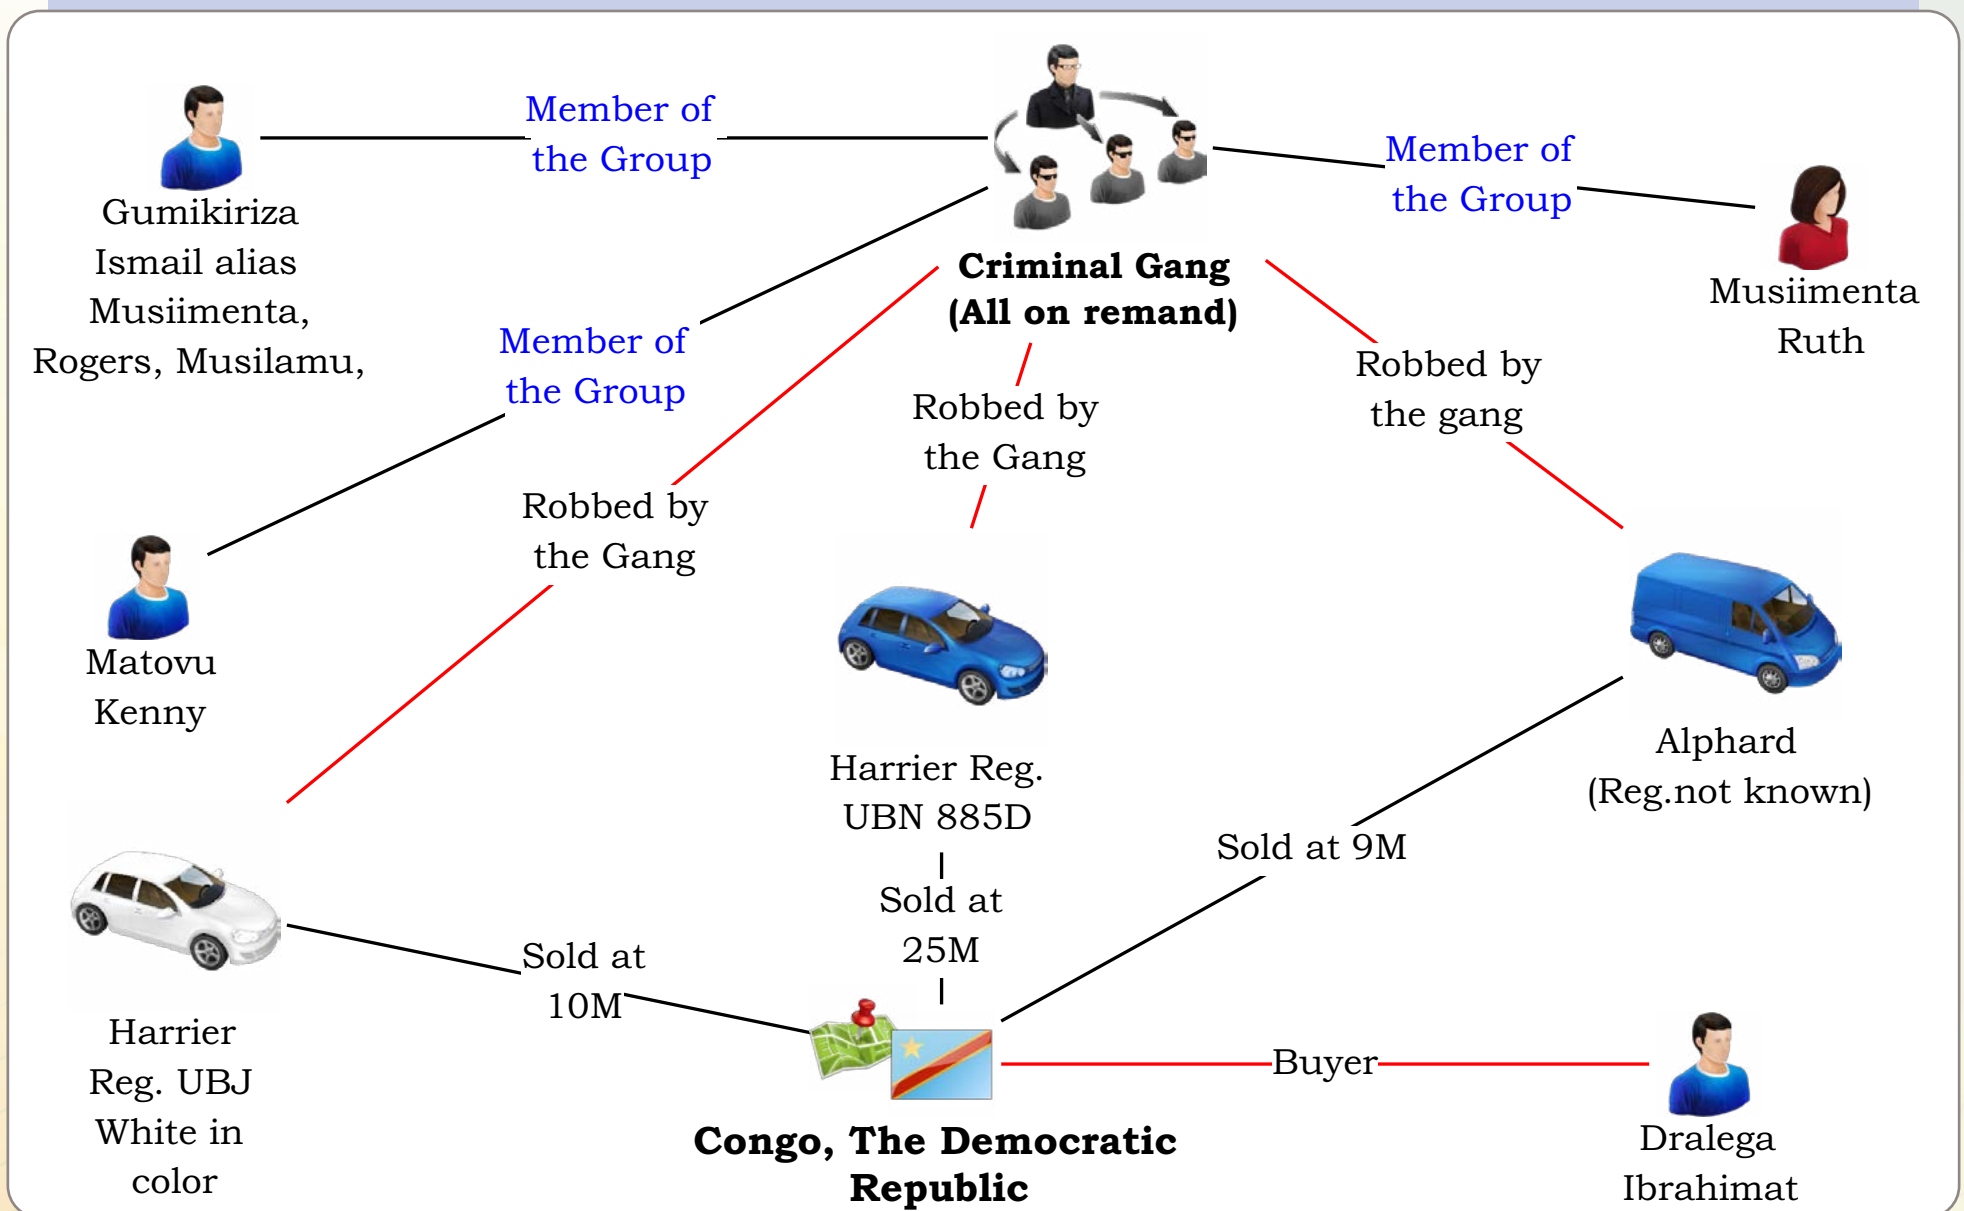 Member of
the Group
Gumikiriza
Ismail alias
Musiimenta,
Rogers, Musilamu,
Criminal Gang
(All on remand)
Member of
the Group
Musiimenta
Ruth
Member of
the Group
Robbed by
the Gang
Robbed by
the gang
Robbed by
the Gang
Matovu
Kenny
Harrier Reg.
UBN 885D
Alphard
(Reg.not known)
Sold at 9M
Sold at
25M
Sold at
10M
Harrier
Reg. UBJ
White in
color
Buyer
Congo, The Democratic
Republic
Dralega
Ibrahimat